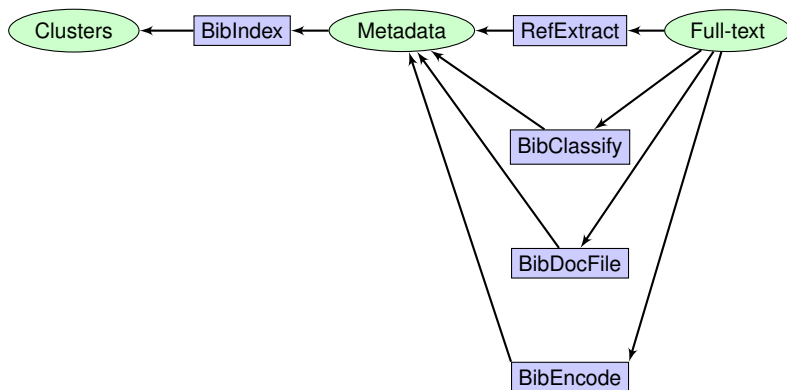 Clusters
BibIndex
Metadata
RefExtract
Full-text
BibClassify
BibDocFile
BibEncode